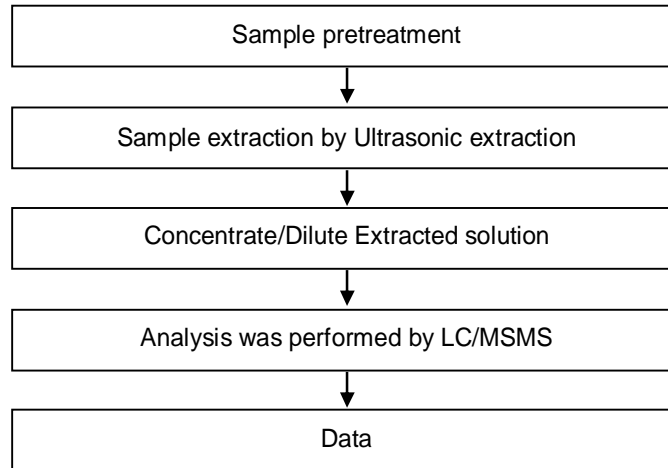 Sample pretreatment
Sample extraction by Ultrasonic extraction
Concentrate/Dilute Extracted solution
Analysis was performed by LC/MSMS
Data